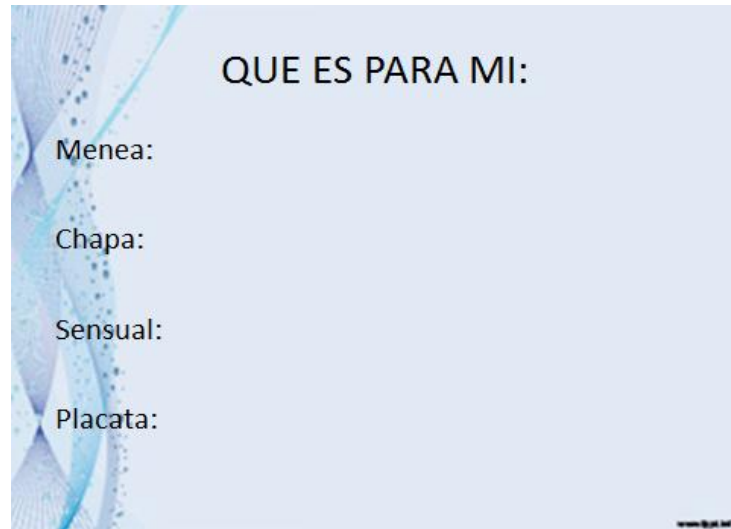 QUE ES PARA MI:
Menea:
Chapa:
Sensual:
Placata: